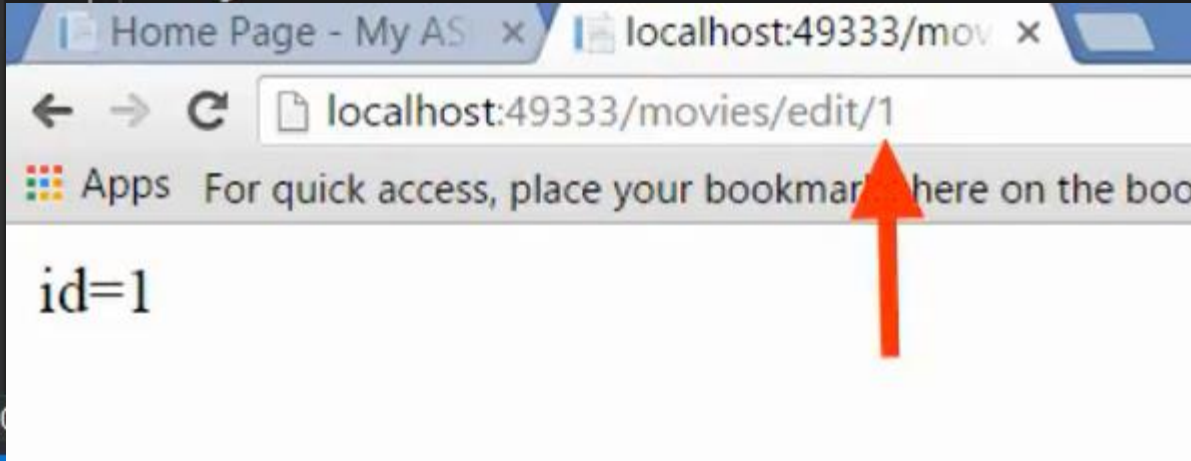 Home Page - My AS
localhost:49333/mov
localhost:49333/movies/edit/1
Apps For quick access, place your bookmar here on the boo
id=1